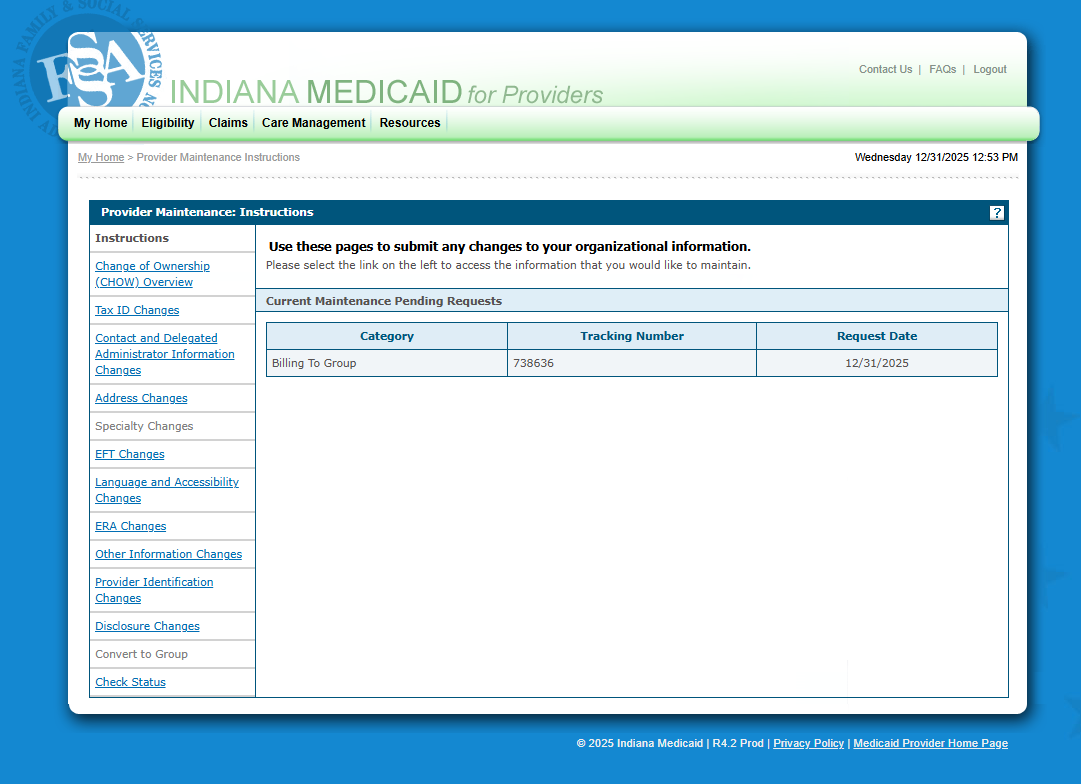 INDIANA FAMILY & SOCIAL SERVICES
FSSA
Contact Us | FAQs | Logout
INDIANA MEDICAID for Providers
My Home Eligibility Claims Care Management Resources
My Home > Provider Maintenance Instructions
Wednesday 12/31/2025 12:53 PM
Provider Maintenance: Instructions
?
Instructions
Change of Ownership
(CHOW) Overview
Tax ID Changes
Contact and Delegated
Administrator Information
Changes
Address Changes
Specialty Changes
EFT Changes
Language and Accessibility
Changes
ERA Changes
Other Information Changes
Provider Identification
Changes
Disclosure Changes
Convert to Group
Check Status
Use these pages to submit any changes to your organizational information.
Please select the link on the left to access the information that you would like to maintain.
Current Maintenance Pending Requests
Category Tracking Number Request Date
Billing To Group 738636 12/31/2025
© 2025 Indiana Medicaid | R4.2 Prod | Privacy Policy | Medicaid Provider Home Page